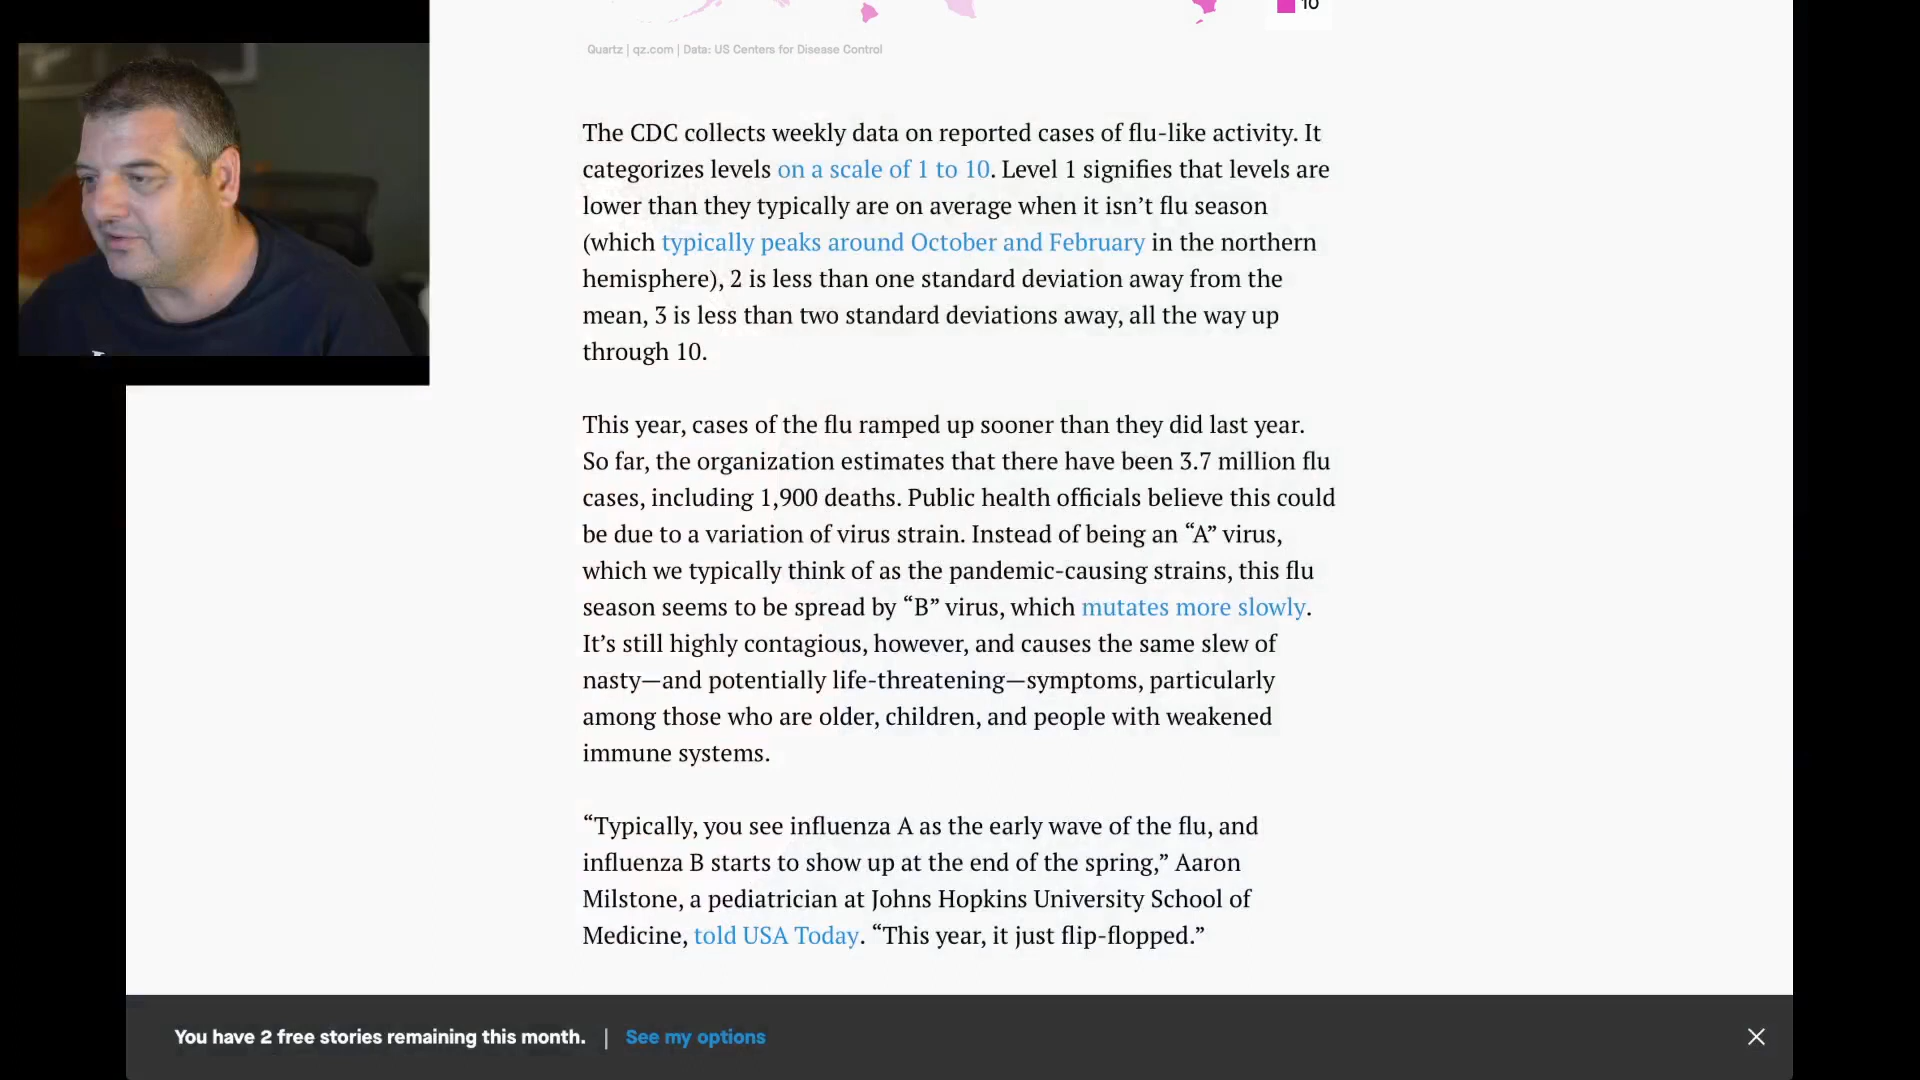 10
Quartz | qz.com | Data: US Centers for Disease Control
The CDC collects weekly data on reported cases of flu-like activity. It
categorizes levels on a scale of 1 to 10. Level 1 signifies that levels are
lower than they typically are on average when it isn’t flu season
(which typically peaks around October and February in the northern
hemisphere), 2 is less than one standard deviation away from the
mean, 3 is less than two standard deviations away, all the way up
through 10.
This year, cases of the flu ramped up sooner than they did last year.
So far, the organization estimates that there have been 3.7 million flu
cases, including 1,900 deaths. Public health officials believe this could
be due to a variation of virus strain. Instead of being an “A” virus,
which we typically think of as the pandemic-causing strains, this flu
season seems to be spread by “B” virus, which mutates more slowly.
It’s still highly contagious, however, and causes the same slew of
nasty—and potentially life-threatening—symptoms, particularly
among those who are older, children, and people with weakened
immune systems.
“Typically, you see influenza A as the early wave of the flu, and
influenza B starts to show up at the end of the spring,” Aaron
Milstone, a pediatrician at Johns Hopkins University School of
Medicine, told USA Today. “This year, it just flip-flopped.”
You have 2 free stories remaining this month. | See my options